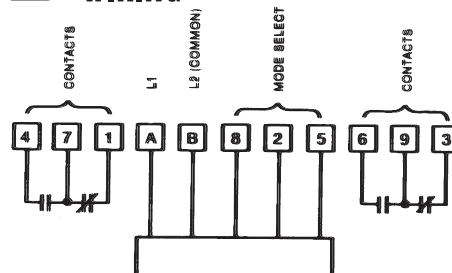 CONTACTS
L1
L2 (COMMON)
MODE SELECT
CONTACTS
4 7 1 A B 8 2 5 6 9 3